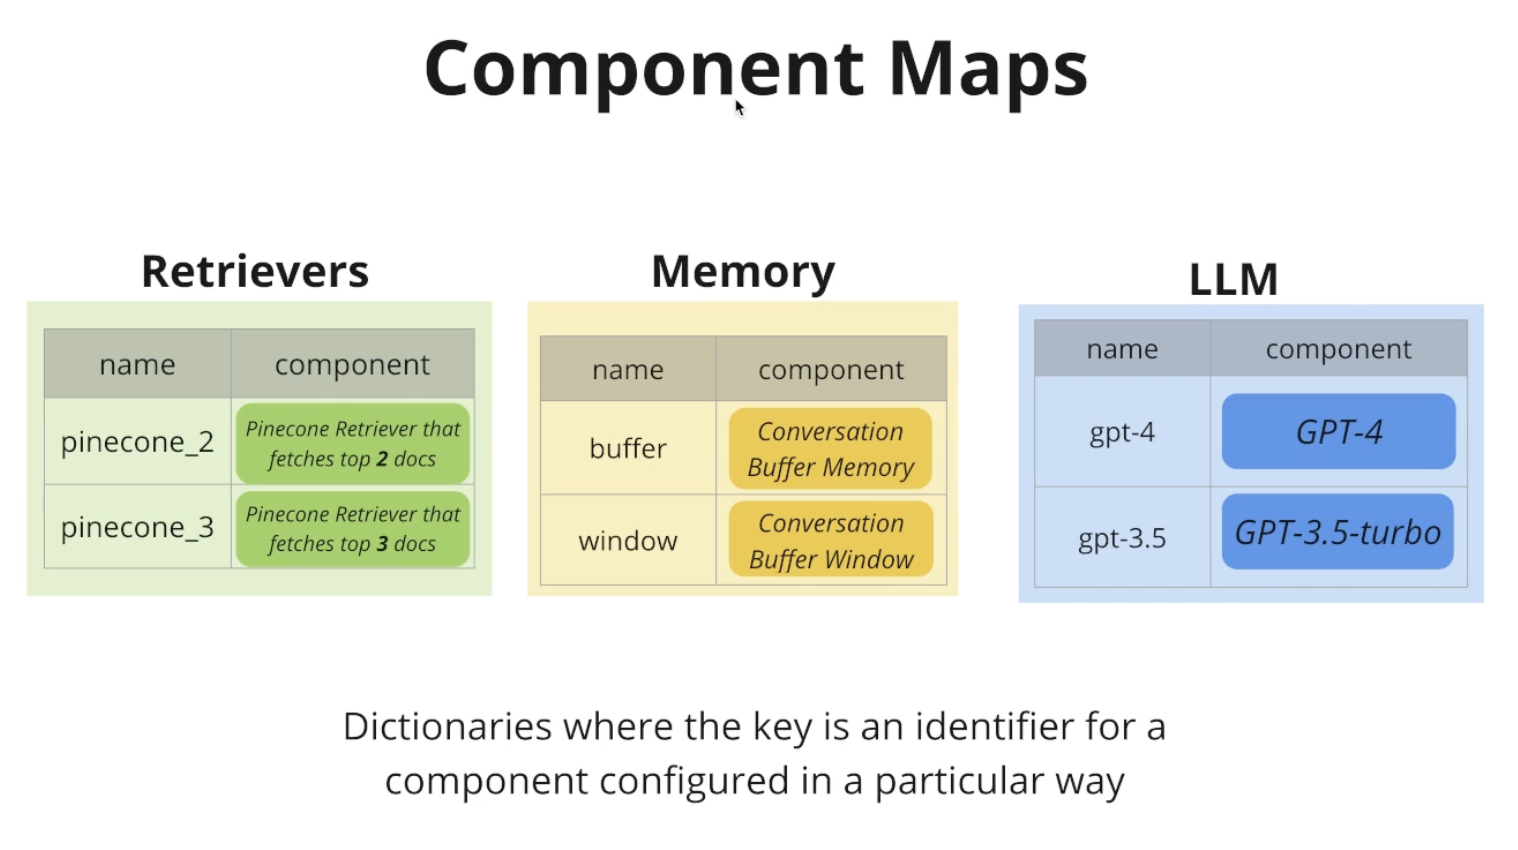 Component Maps
Retrievers
name component
pinecone_2 Pinecone Retriever that
fetches top 2 docs
pinecone_3 Pinecone Retriever that
fetches top 3 docs
Memory
name component
buffer Conversation
Buffer Memory
window Conversation
Buffer Window
LLM
name component
gpt-4 GPT-4
gpt-3.5 GPT-3.5-turbo
Dictionaries where the key is an identifier for a
component configured in a particular way